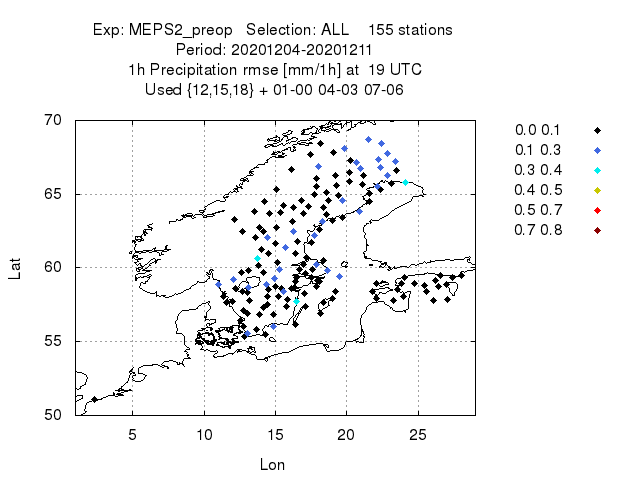 Exp: MEPS2_preop   Selection: ALL    155 stations
Period: 20201204-20201211
1h Precipitation rmse [mm/1h] at  19 UTC
Used {12,15,18} + 01-00 04-03 07-06
70
65
60
55
50
Lat
5 10 15 20 25
Lon
0.0 0.1
0.1 0.3
0.3 0.4
0.4 0.5
0.5 0.7
0.7 0.8